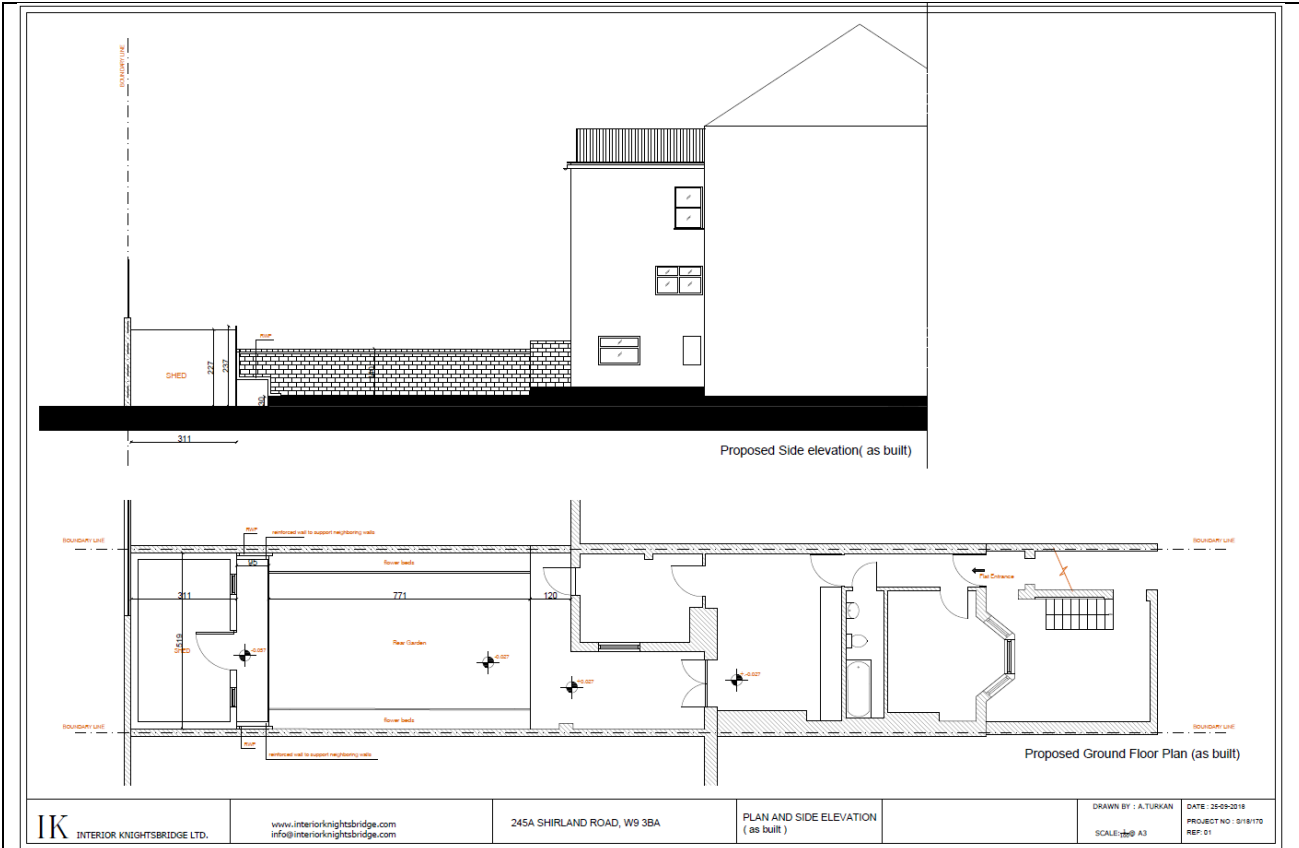 BOUNDARY LINE
RWP
SHED
227
237
30
311
Proposed Side elevation( as built)
BOUNDARY LINE
RWP
reinforced wall to support neighboring walls
BOUNDARY LINE
95
flower beds
Flat Entrance
311
771
120
519
SHED
Rear Garden
flower beds
BOUNDARY LINE
BOUNDARY LINE
RWP
reinforced wall to support neighboring walls
Proposed Ground Floor Plan (as built)
IK INTERIOR KNIGHTSBRIDGE LTD.
www.interiorknightsbridge.com
info@interiorknightsbridge.com
245A SHIRLAND ROAD, W9 3BA
PLAN AND SIDE ELEVATION
( as built )
DRAWN BY : A.TURKAN
SCALE: @ A3
DATE : 25-09-2018
PROJECT NO : D/18/170
REF: 01